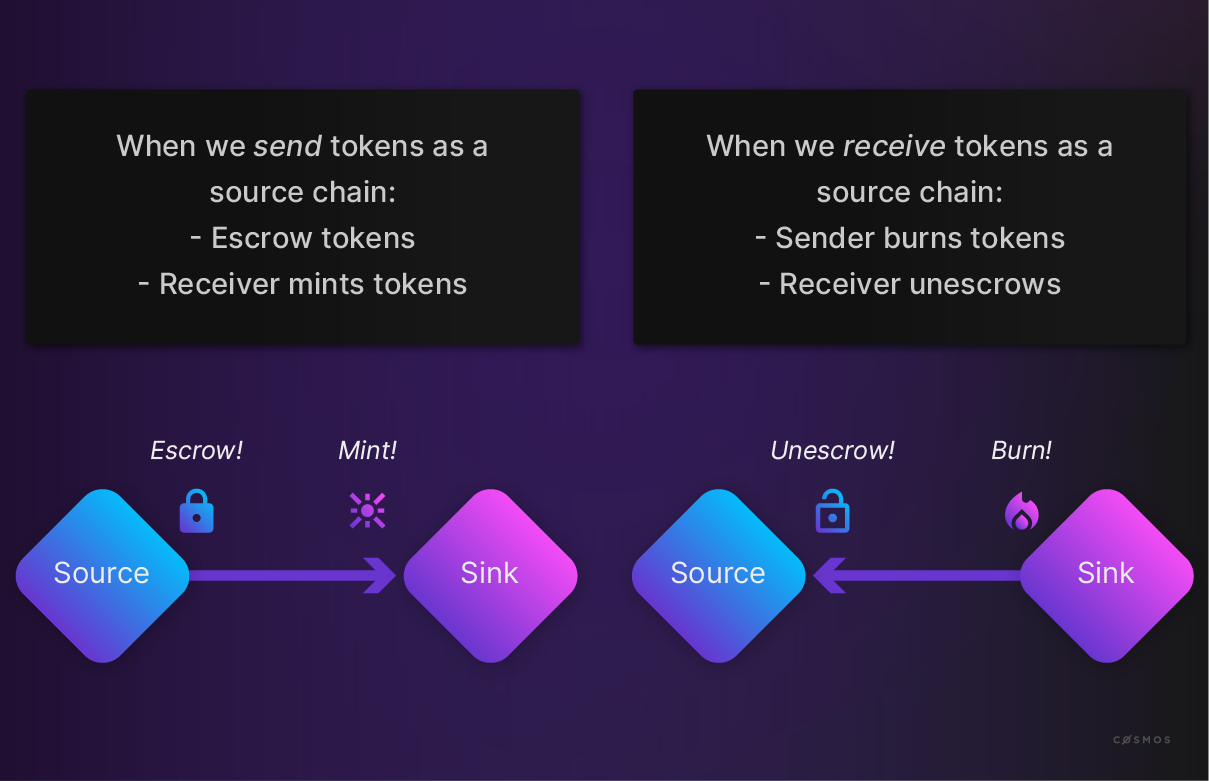 When we send tokens as a
source chain:
- Escrow tokens
- Receiver mints tokens
When we receive tokens as a
source chain:
- Sender burns tokens
- Receiver unescrows
Escrow!
Mint!
Source
Sink
Unescrow!
Burn!
Source
Sink
CØSMOS